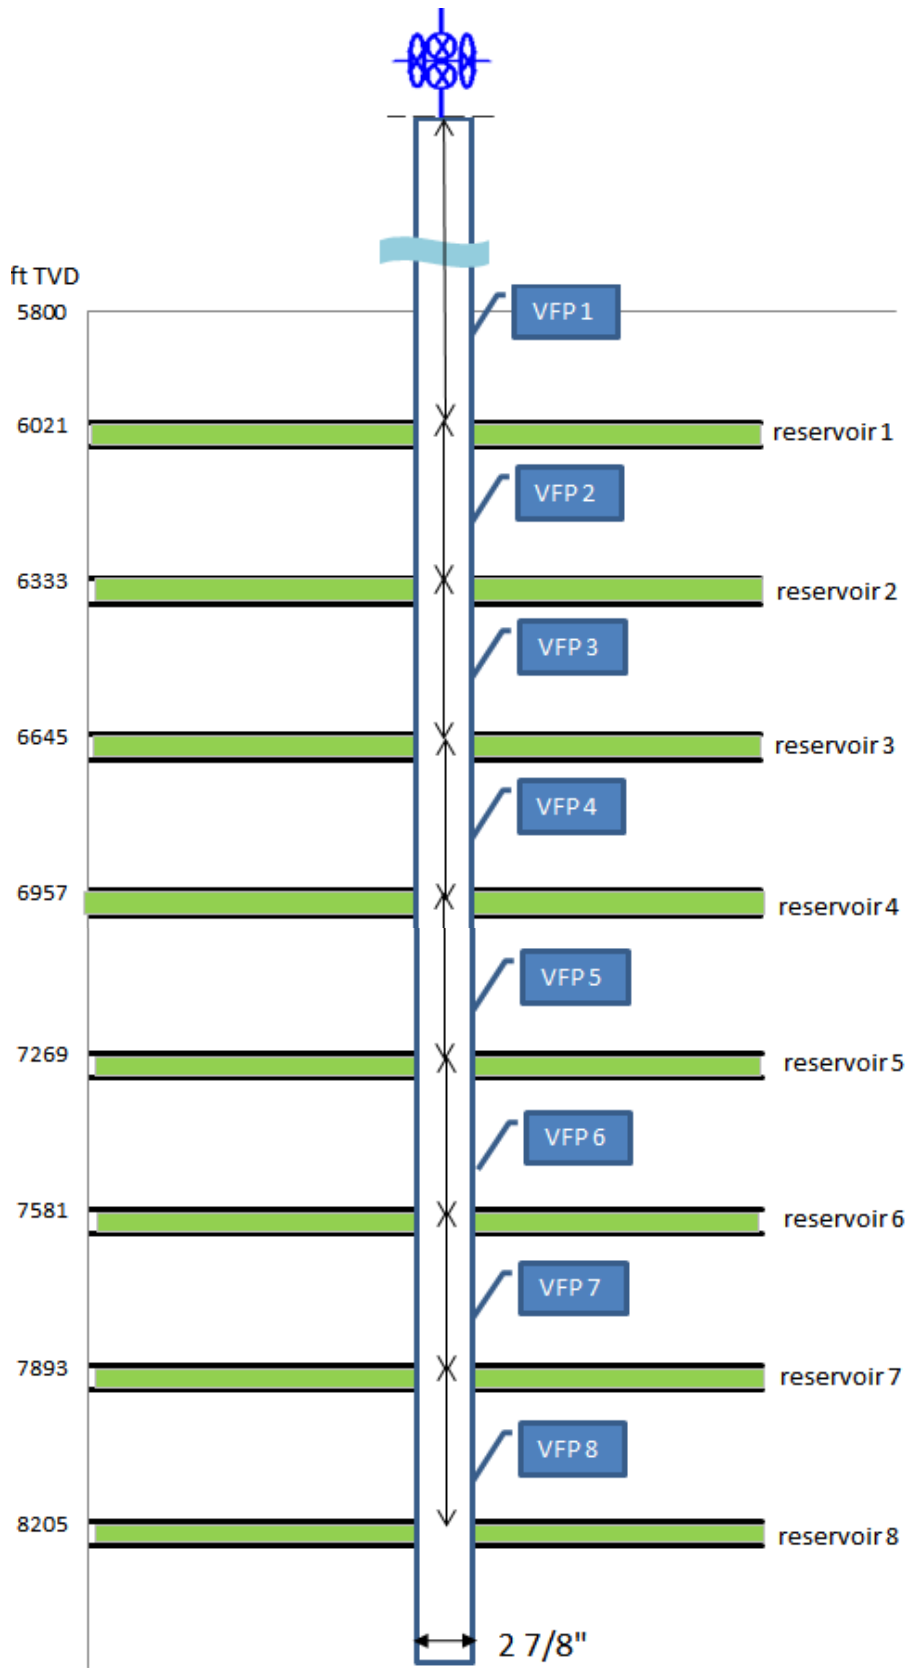 ft TVD
5800
VFP 1
6021
reservoir 1
VFP 2
6333
reservoir 2
VFP 3
6645
reservoir 3
VFP 4
6957
reservoir 4
VFP 5
7269
reservoir 5
VFP 6
7581
reservoir 6
VFP 7
7893
reservoir 7
VFP 8
8205
reservoir 8
2 7/8"